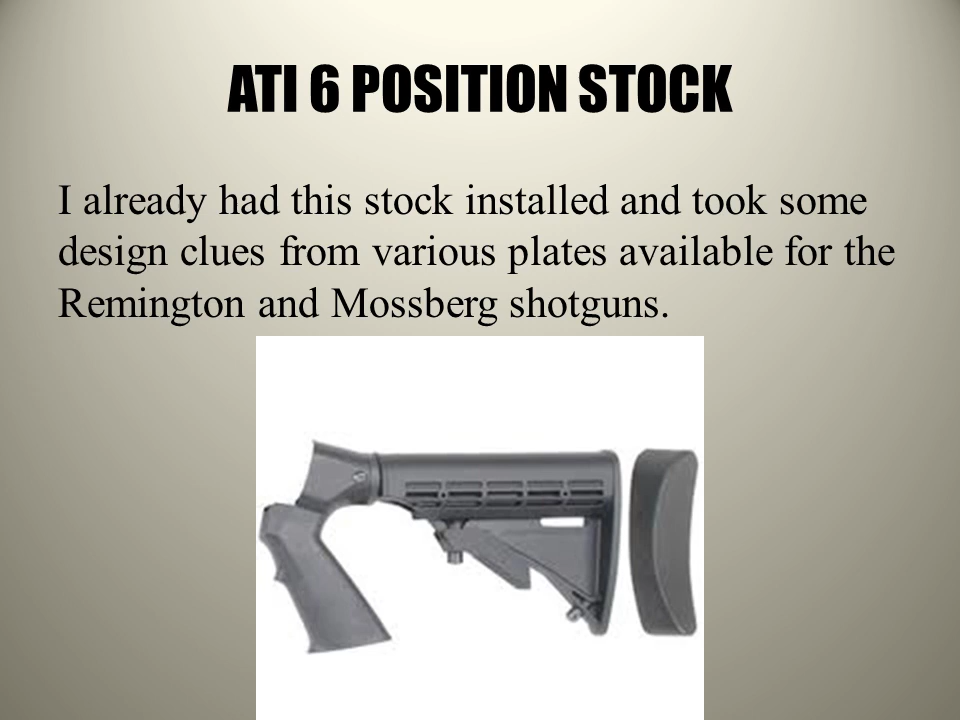 ATI 6 POSITION STOCK
I already had this stock installed and took some
design clues from various plates available for the
Remington and Mossberg shotguns.